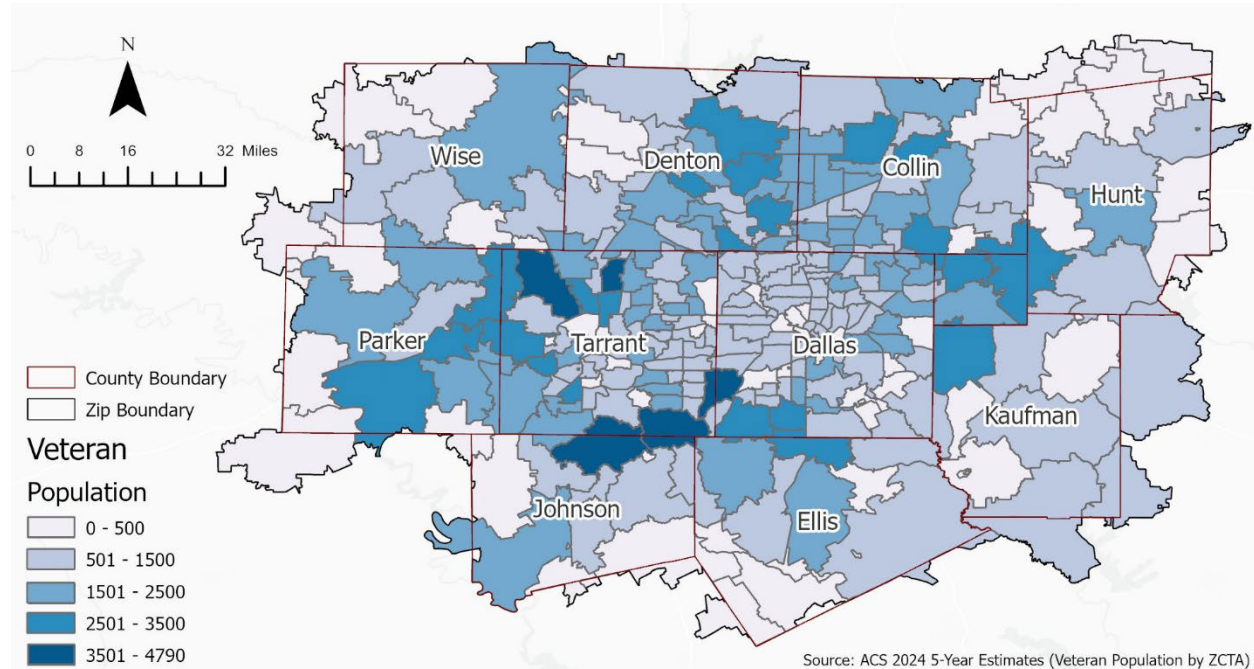 N
0 8 16 32 Miles
Wise
Denton
Collin
Hunt
Parker
Tarrant
Dallas
Kaufman
Johnson
Ellis
County Boundary
Zip Boundary
Veteran
Population
0 - 500
501 - 1500
1501 - 2500
2501 - 3500
3501 - 4790
Source: ACS 2024 5-Year Estimates (Veteran Population by ZCTA)